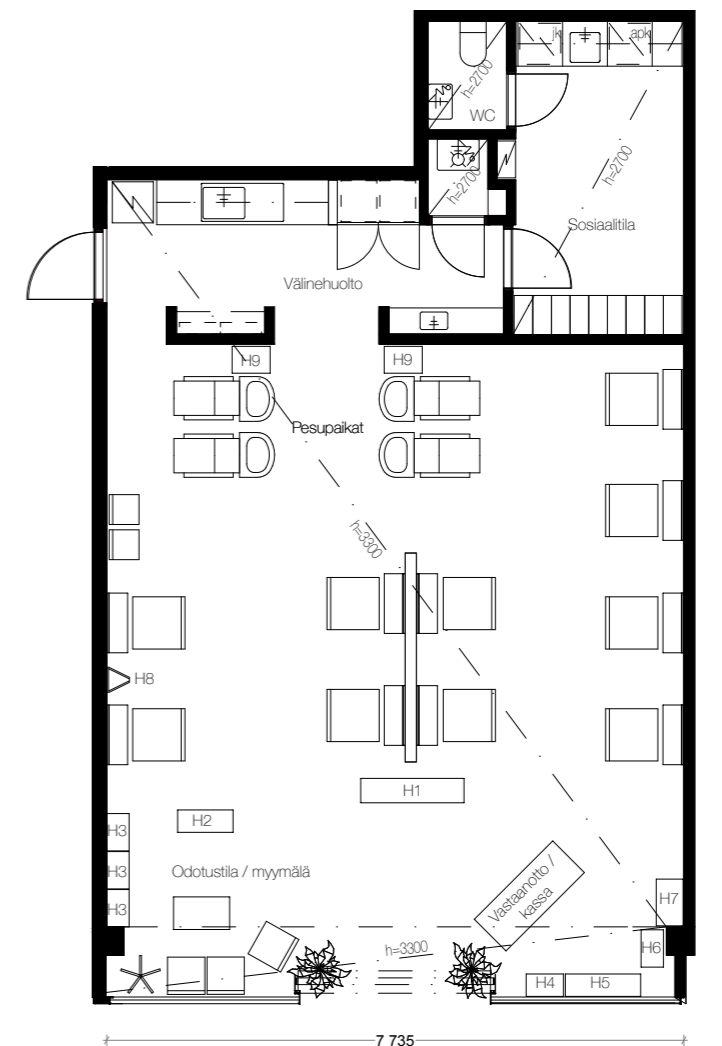 jk
apk
h=2700
WC
h=2700
h=2700
Sosiaalitila
Välinehuolto
H9
H9
Pesupaikat
h=3300
H8
H1
H2
H3
H3
H3
Odotustila / myymälä
Vastaanotto /
kassa
H7
H6
h=3300
H4
H5
7 735